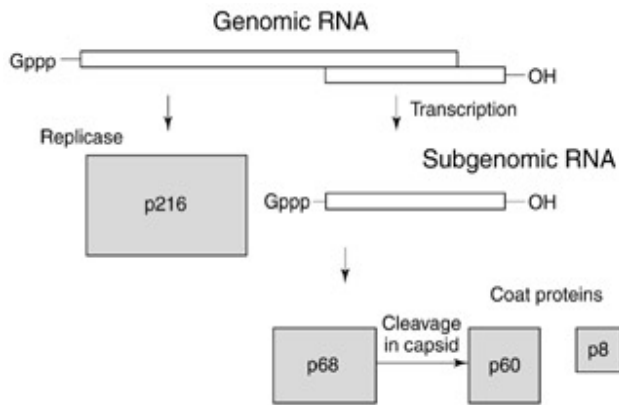 Genomic RNA
Gppp
OH
Transcription
Replicase
Subgenomic RNA
p216
Gppp
OH
Coat proteins
Cleavage
in capsid
p68
p60
p8